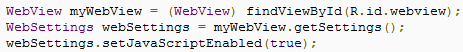 WebView myWebView = (WebView) findViewById(R.id.webview);
WebSettings webSettings = myWebView.getSettings();
webSettings.setJavaScriptEnabled(true);